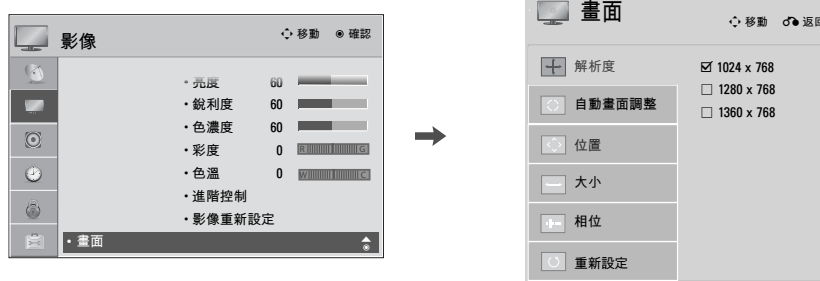 影像
移動 ◉ 確認
• 亮度 60
• 銳利度 60
• 色濃度 60
• 彩度 0 R G
• 色溫 0 W C
• 進階控制
• 影像重新設定
• 畫面
畫面
移動 返回
解析度
自動畫面調整
位置
大小
相位
重新設定
☑ 1024 x 768
☐ 1280 x 768
☐ 1360 x 768